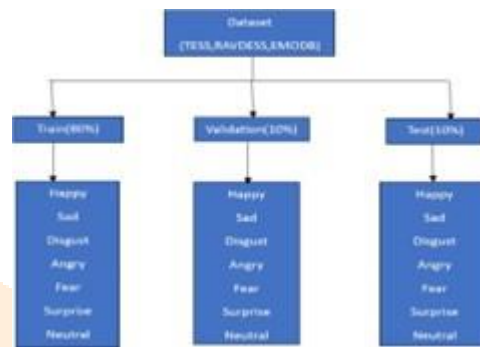 Dataset
(TESS,RAVDESS,EMODB)
Train(80%)
Validation(10%)
Test(10%)
Happy
Sad
Disgust
Angry
Fear
Surprise
Neutral
Happy
Sad
Disgust
Angry
Fear
Surprise
Neutral
Happy
Sad
Disgust
Angry
Fear
Surprise
Neutral